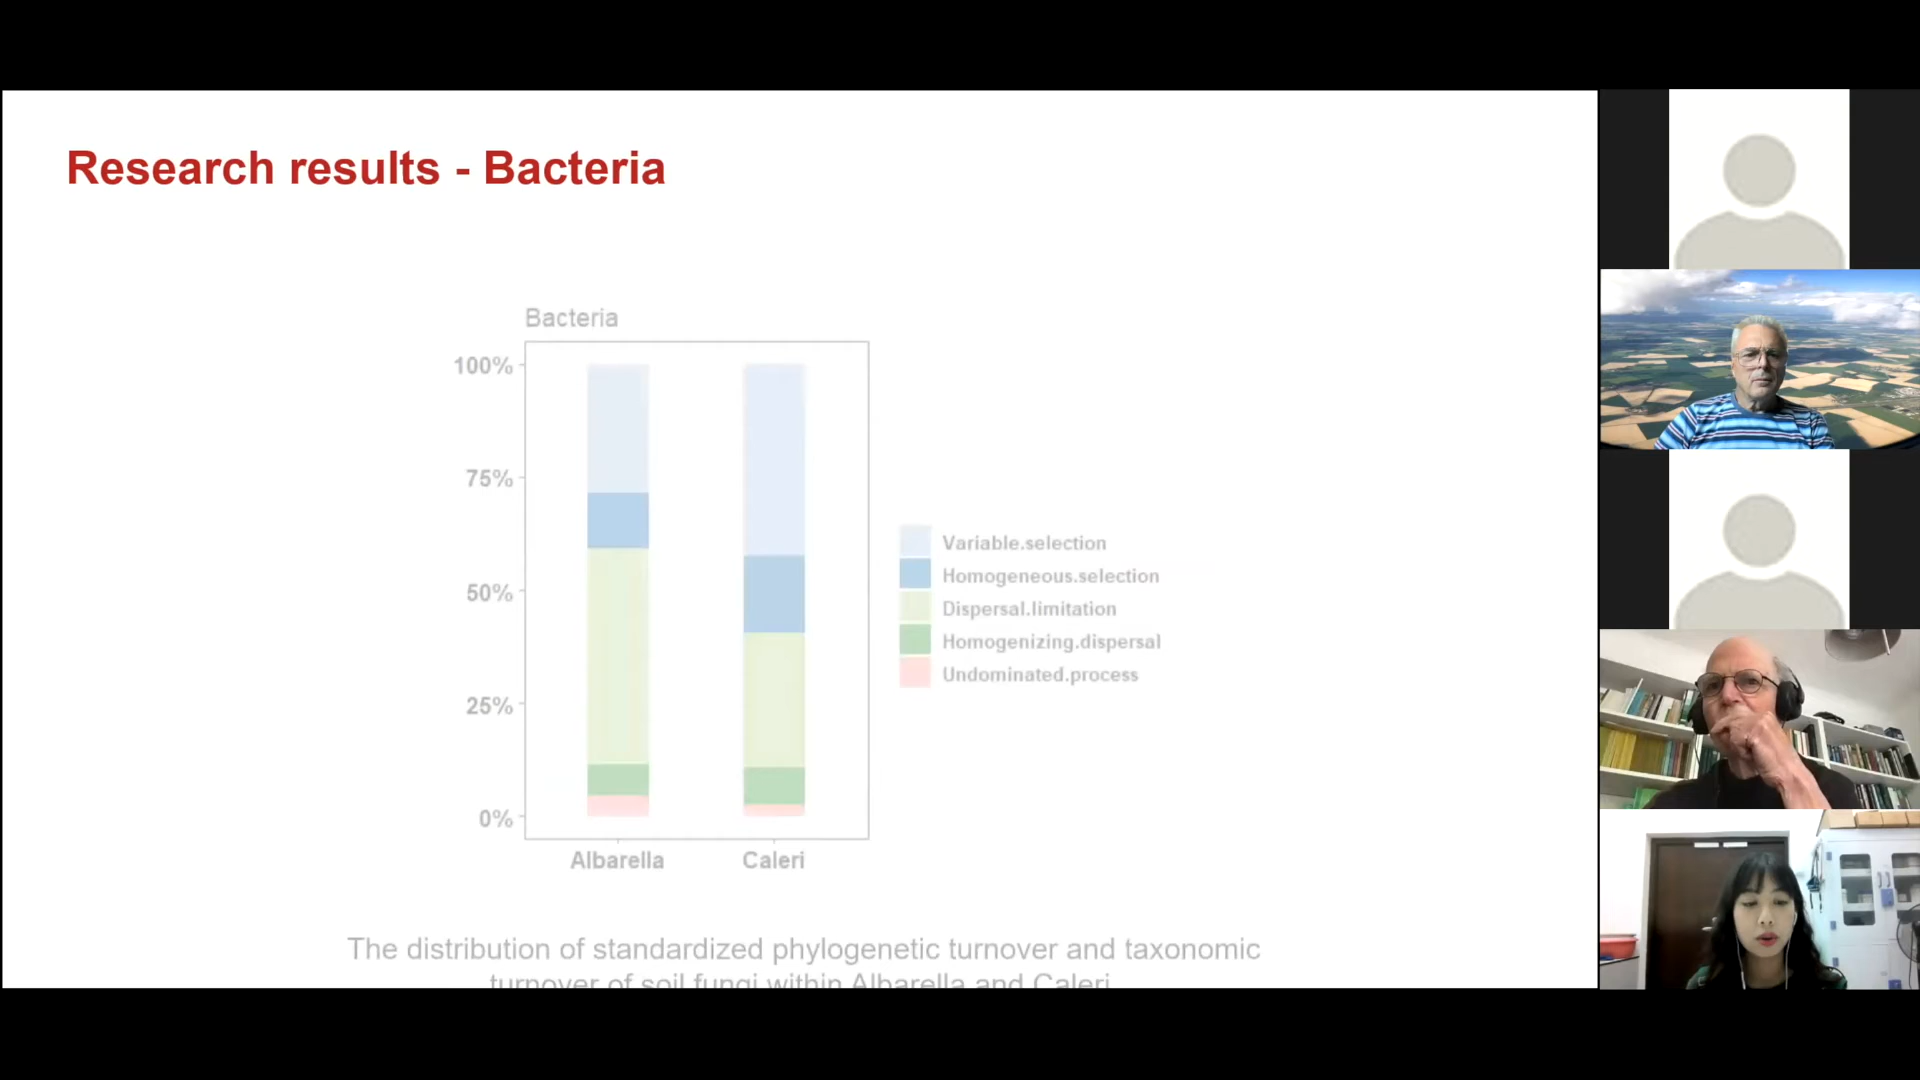 Research results - Bacteria
Bacteria
100%
75%
50%
25%
0%
Albarella
Caleri
Variable.selection
Homogeneous.selection
Dispersal.limitation
Homogenizing.dispersal
Undominated.process
The distribution of standardized phylogenetic turnover and taxonomic
turnover of soil fungi within Albarella and Caleri